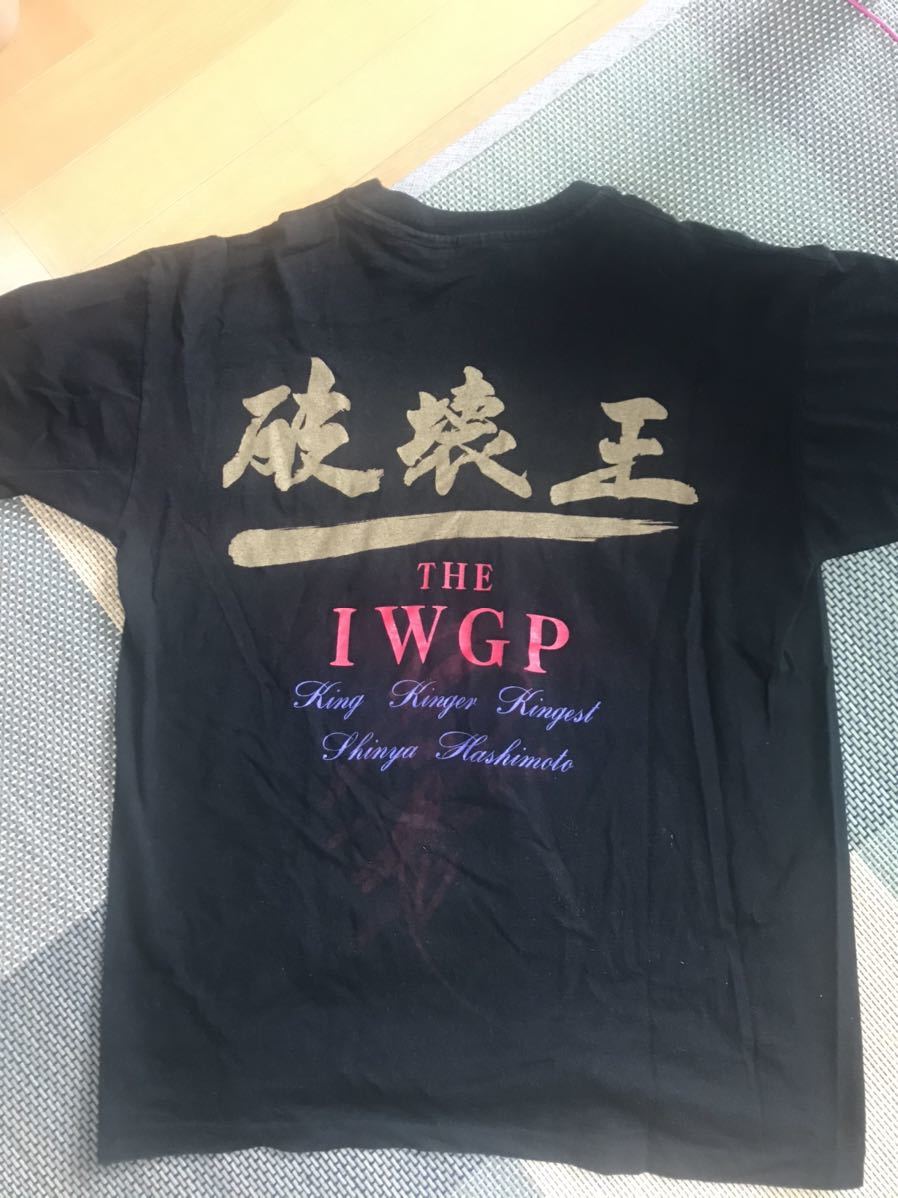 破壊王
THE
IWGP
King Kinger Kingest
Shinya Hashimoto